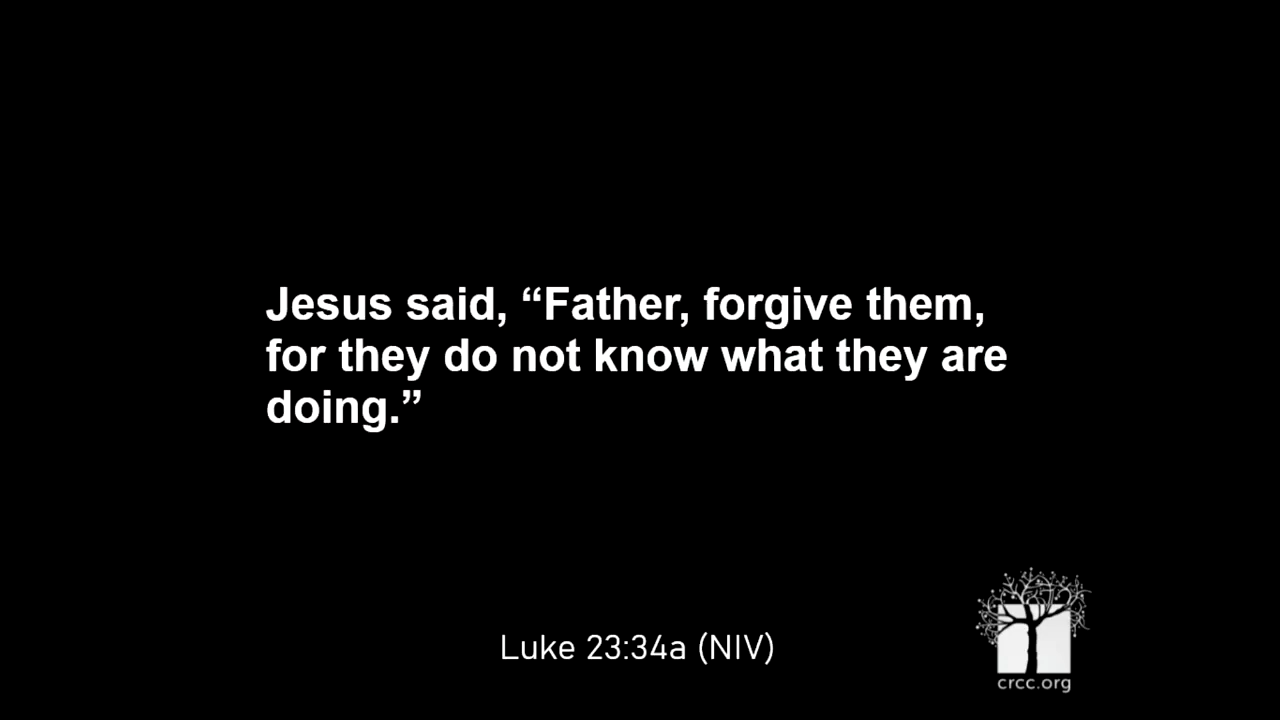 Jesus said, “Father, forgive them,
for they do not know what they are
doing.”
Luke 23:34a (NIV)
crcc.org